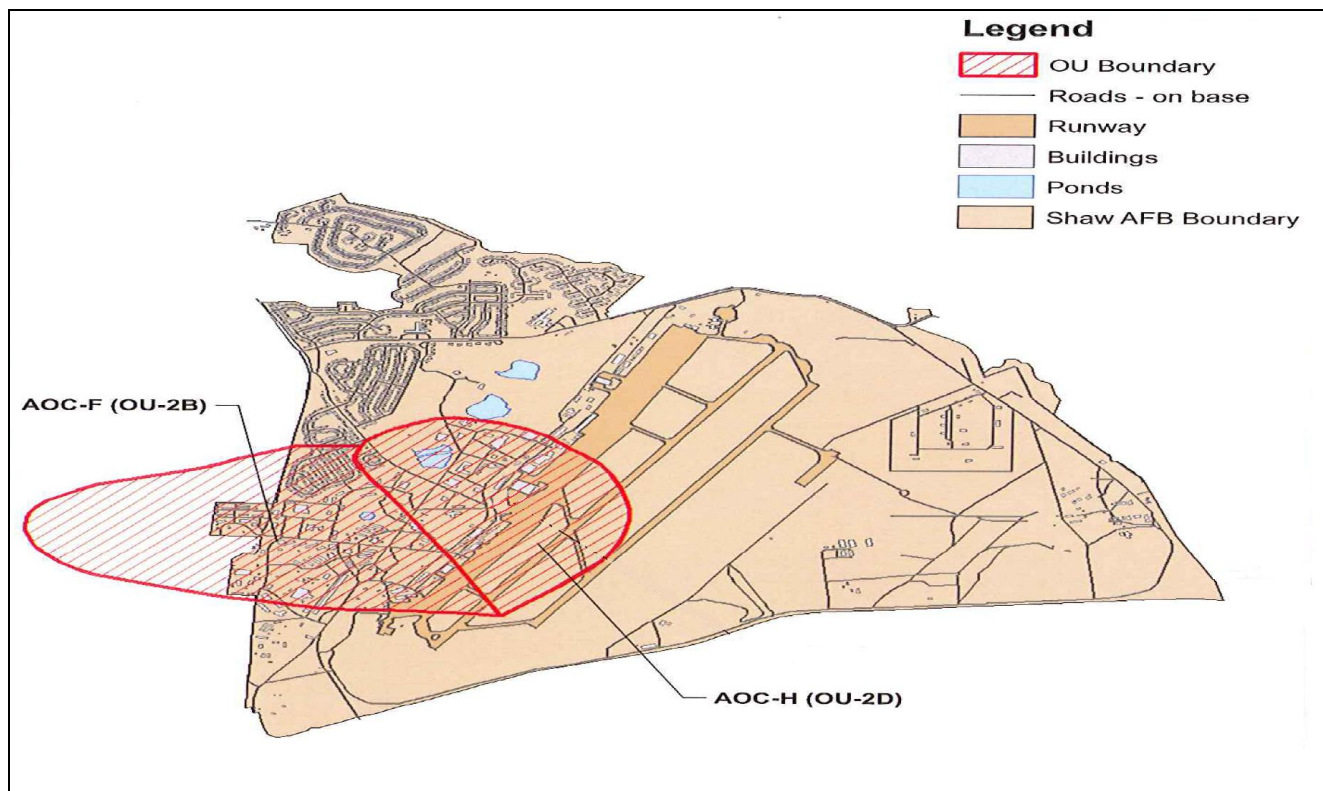 Legend
OU Boundary
Roads - on base
Runway
Buildings
Ponds
Shaw AFB Boundary
AOC-F (OU-2B)
AOC-H (OU-2D)